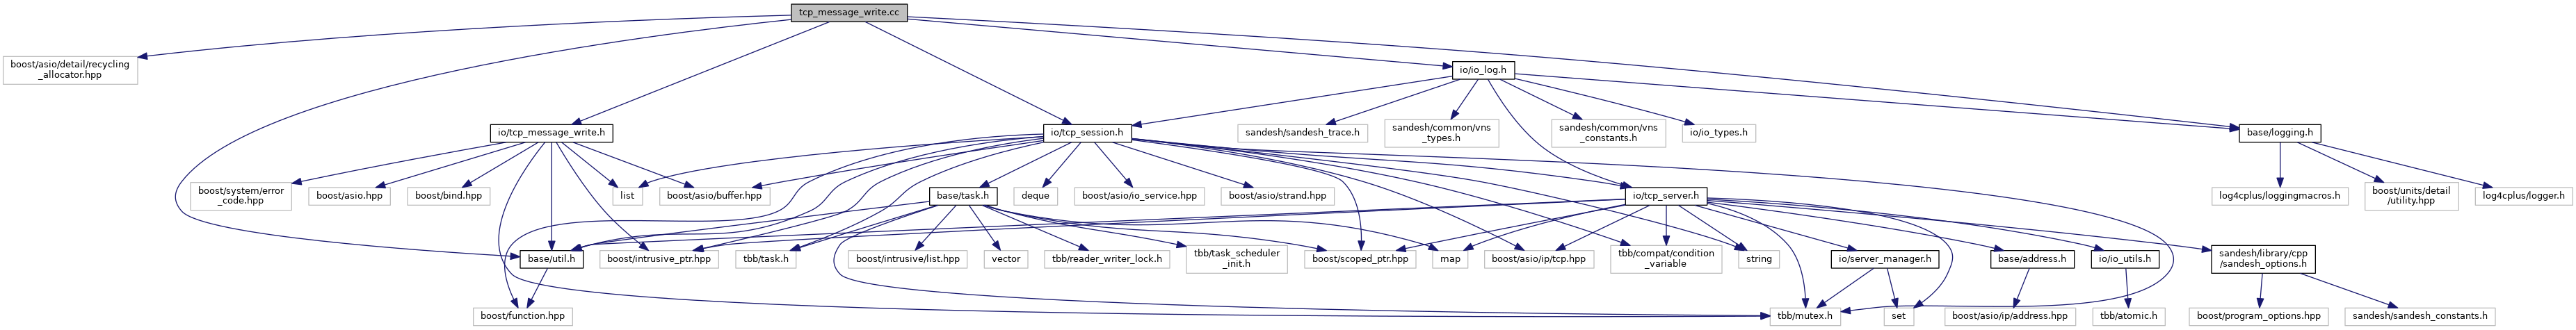 tcp_message_write.cc
boost/asio/detail/recycling
_allocator.hpp
io/io_log.h
io/tcp_message_write.h
io/tcp_session.h
sandesh/sandesh_trace.h
sandesh/common/vns
_types.h
sandesh/common/vns
_constants.h
io/io_types.h
base/logging.h
boost/system/error
_code.hpp
boost/asio.hpp
boost/bind.hpp
list
boost/asio/buffer.hpp
base/task.h
deque
boost/asio/io_service.hpp
boost/asio/strand.hpp
io/tcp_server.h
log4cplus/loggingmacros.h
boost/units/detail
/utility.hpp
log4cplus/logger.h
base/util.h
boost/intrusive_ptr.hpp
tbb/task.h
boost/intrusive/list.hpp
vector
tbb/reader_writer_lock.h
tbb/task_scheduler
_init.h
boost/scoped_ptr.hpp
map
boost/asio/ip/tcp.hpp
tbb/compat/condition
_variable
string
io/server_manager.h
base/address.h
io/io_utils.h
sandesh/library/cpp
/sandesh_options.h
boost/function.hpp
tbb/mutex.h
set
boost/asio/ip/address.hpp
tbb/atomic.h
boost/program_options.hpp
sandesh/sandesh_constants.h